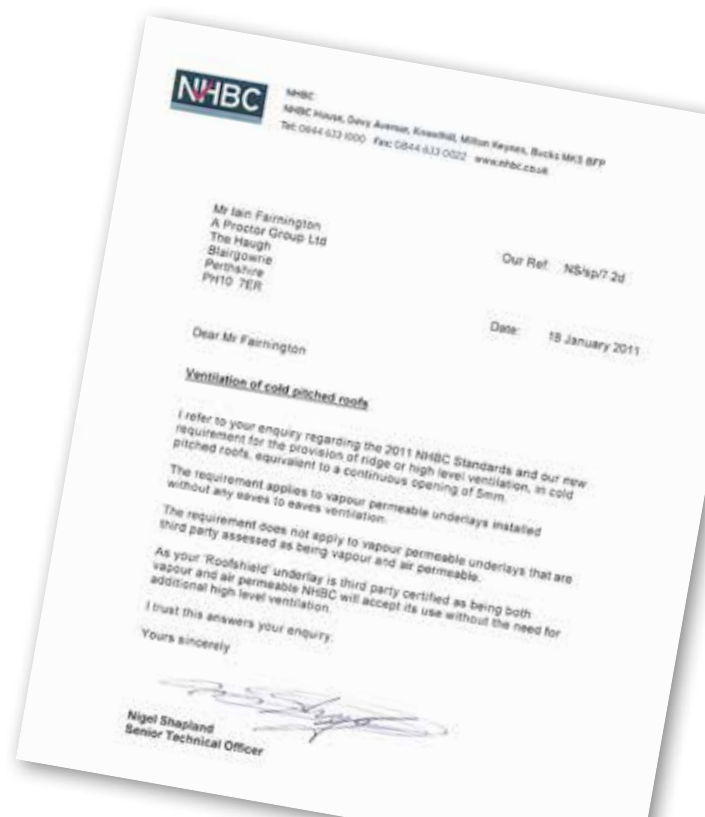 NHBC
NHBC
NHBC House, Davy Avenue, Knowlhill, Milton Keynes, Bucks MK5 8FP
Tel: 0844 633 1000 Fax: 0844 633 0022 www.nhbc.co.uk
Mr Iain Fairnington
A Proctor Group Ltd
The Haugh
Blairgowrie
Perthshire
PH10 7ER
Our Ref: NS/sp/7.2d
Date: 18 January 2011
Dear Mr Fairnington
Ventilation of cold pitched roofs
I refer to your enquiry regarding the 2011 NHBC Standards and our new
requirement for the provision of ridge or high level ventilation, in cold
pitched roofs, equivalent to a continuous opening of 5mm.
The requirement applies to vapour permeable underlays installed
without any eaves to eaves ventilation.
The requirement does not apply to vapour permeable underlays that are
third party assessed as being vapour and air permeable.
As your 'Roofshield' underlay is third party certified as being both
vapour and air permeable NHBC will accept its use without the need for
additional high level ventilation.
I trust this answers your enquiry.
Yours sincerely
Nigel Shapland
Senior Technical Officer